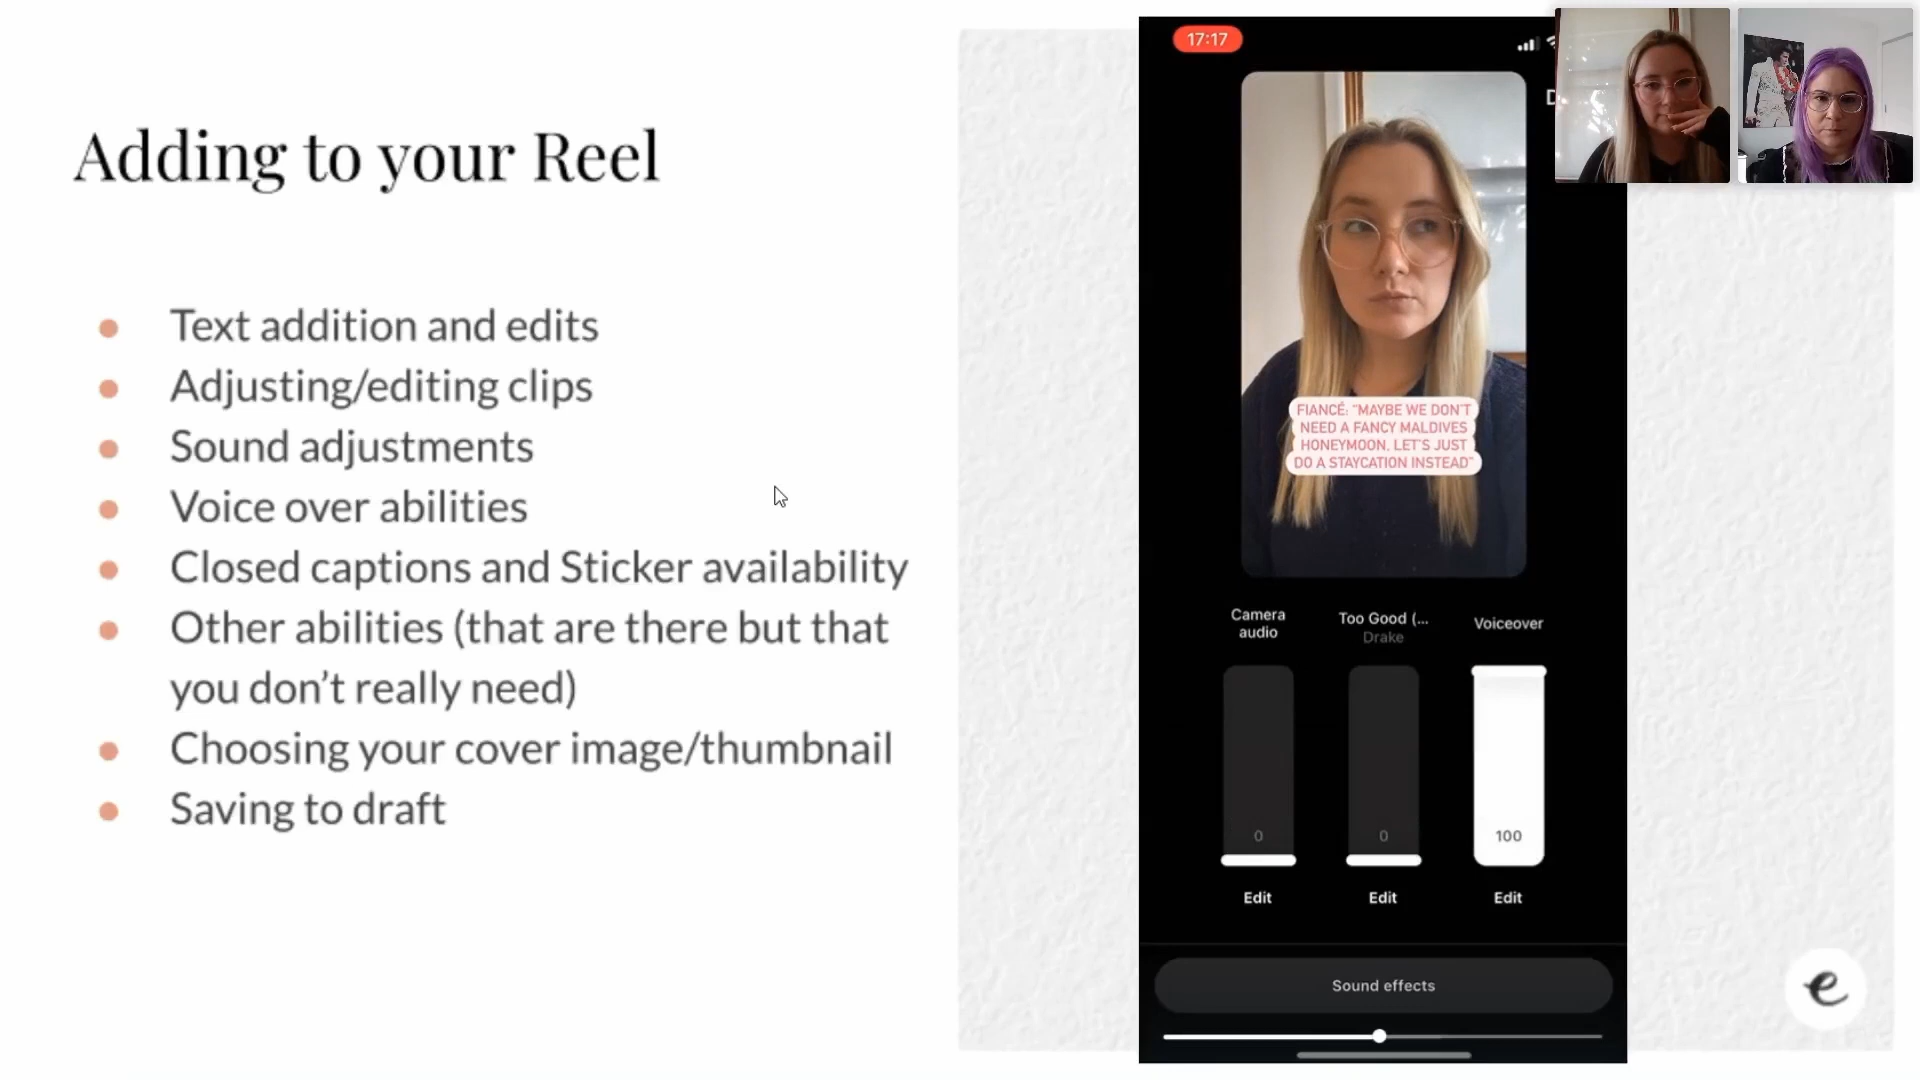 Adding to your Reel
Text addition and edits
Adjusting/editing clips
Sound adjustments
Voice over abilities
Closed captions and Sticker availability
Other abilities (that are there but that
you don't really need)
Choosing your cover image/thumbnail
Saving to draft
17:17
FIANCÉ: "MAYBE WE DON'T
NEED A FANCY MALDIVES
HONEYMOON, LET'S JUST
DO A STAYCATION INSTEAD"
Camera
audio
Too Good (...
Drake
Voiceover
0
0
100
Edit
Edit
Edit
Sound effects
e